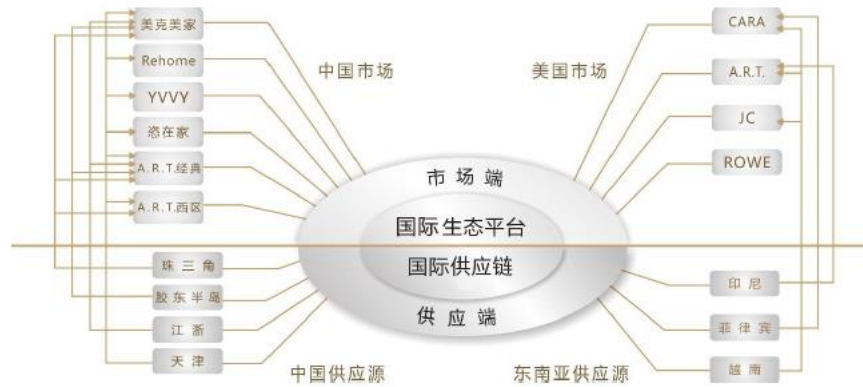 美克美家
Rehome
YVVY
恣在家
A.R.T.经典
A.R.T.西区
中国市场
美国市场
CARA
A.R.T.
JC
ROWE
市场端
国际生态平台
国际供应链
供应端
珠三角
胶东半岛
江浙
天津
中国供应源
东南亚供应源
印尼
菲律宾
越南